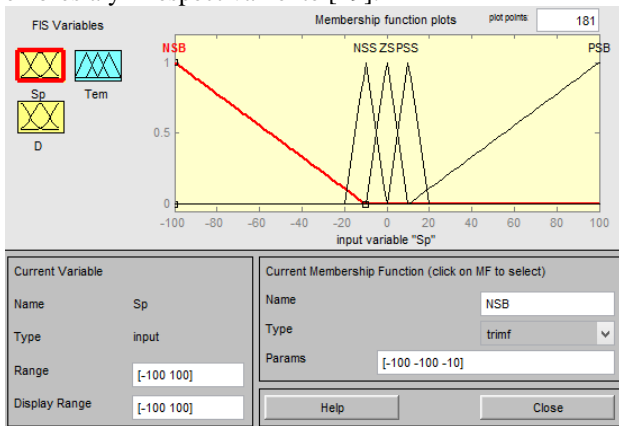 FIS Variables
Membership function plots
plot points:
181
NSB
NSS ZS PSS
PSB
1
0.5
0
Sp
Tem
D
-100 -80 -60 -40 -20 0 20 40 60 80 100
input variable "Sp"
Current Variable
Name Sp
Type input
Range [-100 100]
Display Range [-100 100]
Current Membership Function (click on MF to select)
Name NSB
Type trimf
Params [-100 -100 -10]
Help
Close